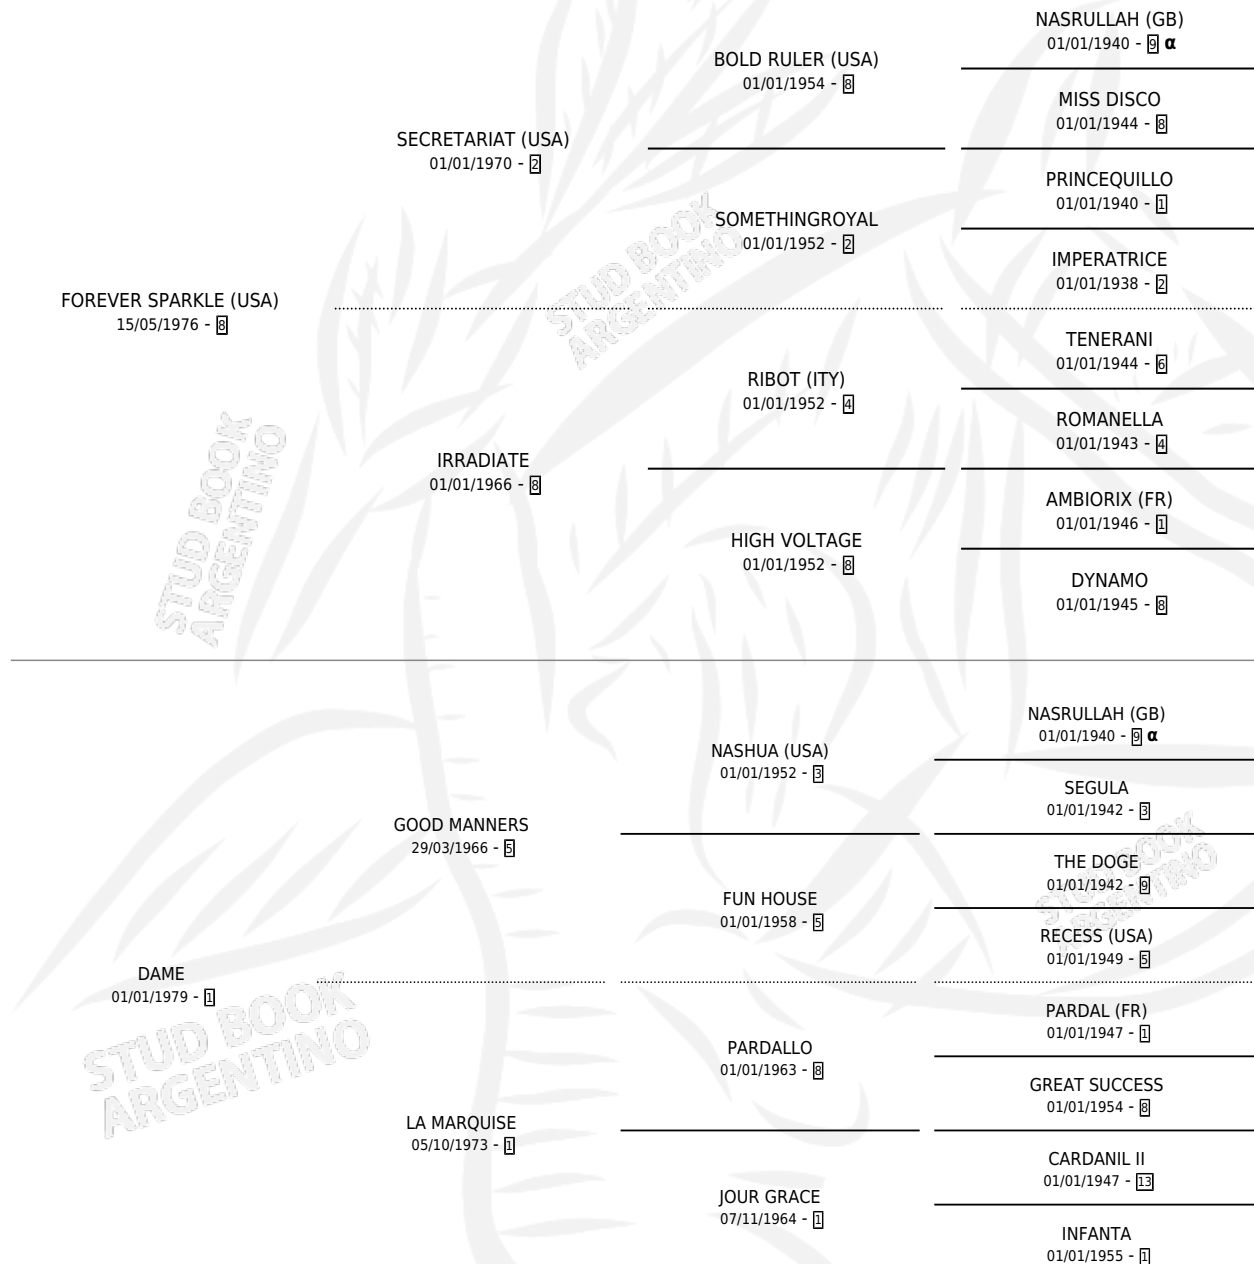 NASRULLAH (GB)
01/01/1940 - 9 α
BOLD RULER (USA)
01/01/1954 - 8
MISS DISCO
01/01/1944 - 8
SECRETARIAT (USA)
01/01/1970 - 2
PRINCEQUILLO
01/01/1940 - 1
SOMETHINGROYAL
01/01/1952 - 2
IMPERATRICE
01/01/1938 - 2
FOREVER SPARKLE (USA)
15/05/1976 - 8
TENERANI
01/01/1944 - 6
RIBOT (ITY)
01/01/1952 - 4
ROMANELLA
01/01/1943 - 4
IRRADIATE
01/01/1966 - 8
AMBIORIX (FR)
01/01/1946 - 1
HIGH VOLTAGE
01/01/1952 - 8
DYNAMO
01/01/1945 - 8
STUD BOOK
ARGENTINO
STUD BOOK
ARGENTINO
NASRULLAH (GB)
01/01/1940 - 9 α
NASHUA (USA)
01/01/1952 - 3
SEGULA
01/01/1942 - 3
GOOD MANNERS
29/03/1966 - 5
THE DOGE
01/01/1942 - 9
FUN HOUSE
01/01/1958 - 5
RECESS (USA)
01/01/1949 - 5
DAME
01/01/1979 - 1
PARDAL (FR)
01/01/1947 - 1
PARDALLO
01/01/1963 - 8
GREAT SUCCESS
01/01/1954 - 8
LA MARQUISE
05/10/1973 - 1
CARDANIL II
01/01/1947 - 13
JOUR GRACE
07/11/1964 - 1
INFANTA
01/01/1955 - 1
STUD BOOK
ARGENTINO
STUD BOOK
ARGENTINO